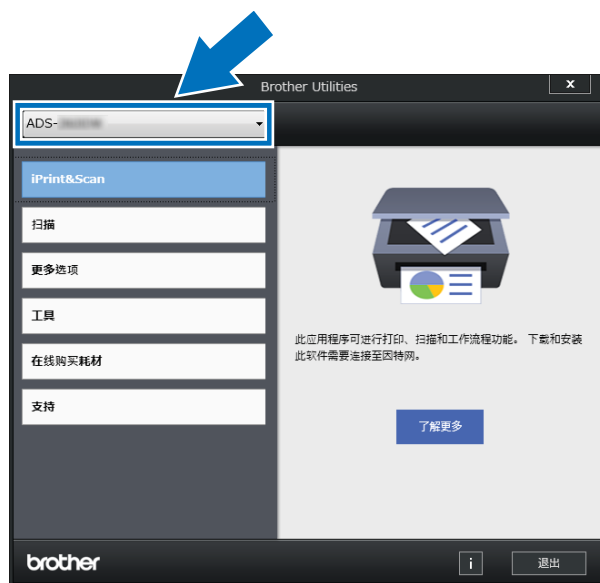 Brother Utilities
x
ADS-
iPrint&Scan
扫描
更多选项
工具
在线购买耗材
支持
此应用程序可进行打印、扫描和工作流程功能。 下载和安装
此软件需要连接至因特网。
了解更多
brother
i
退出